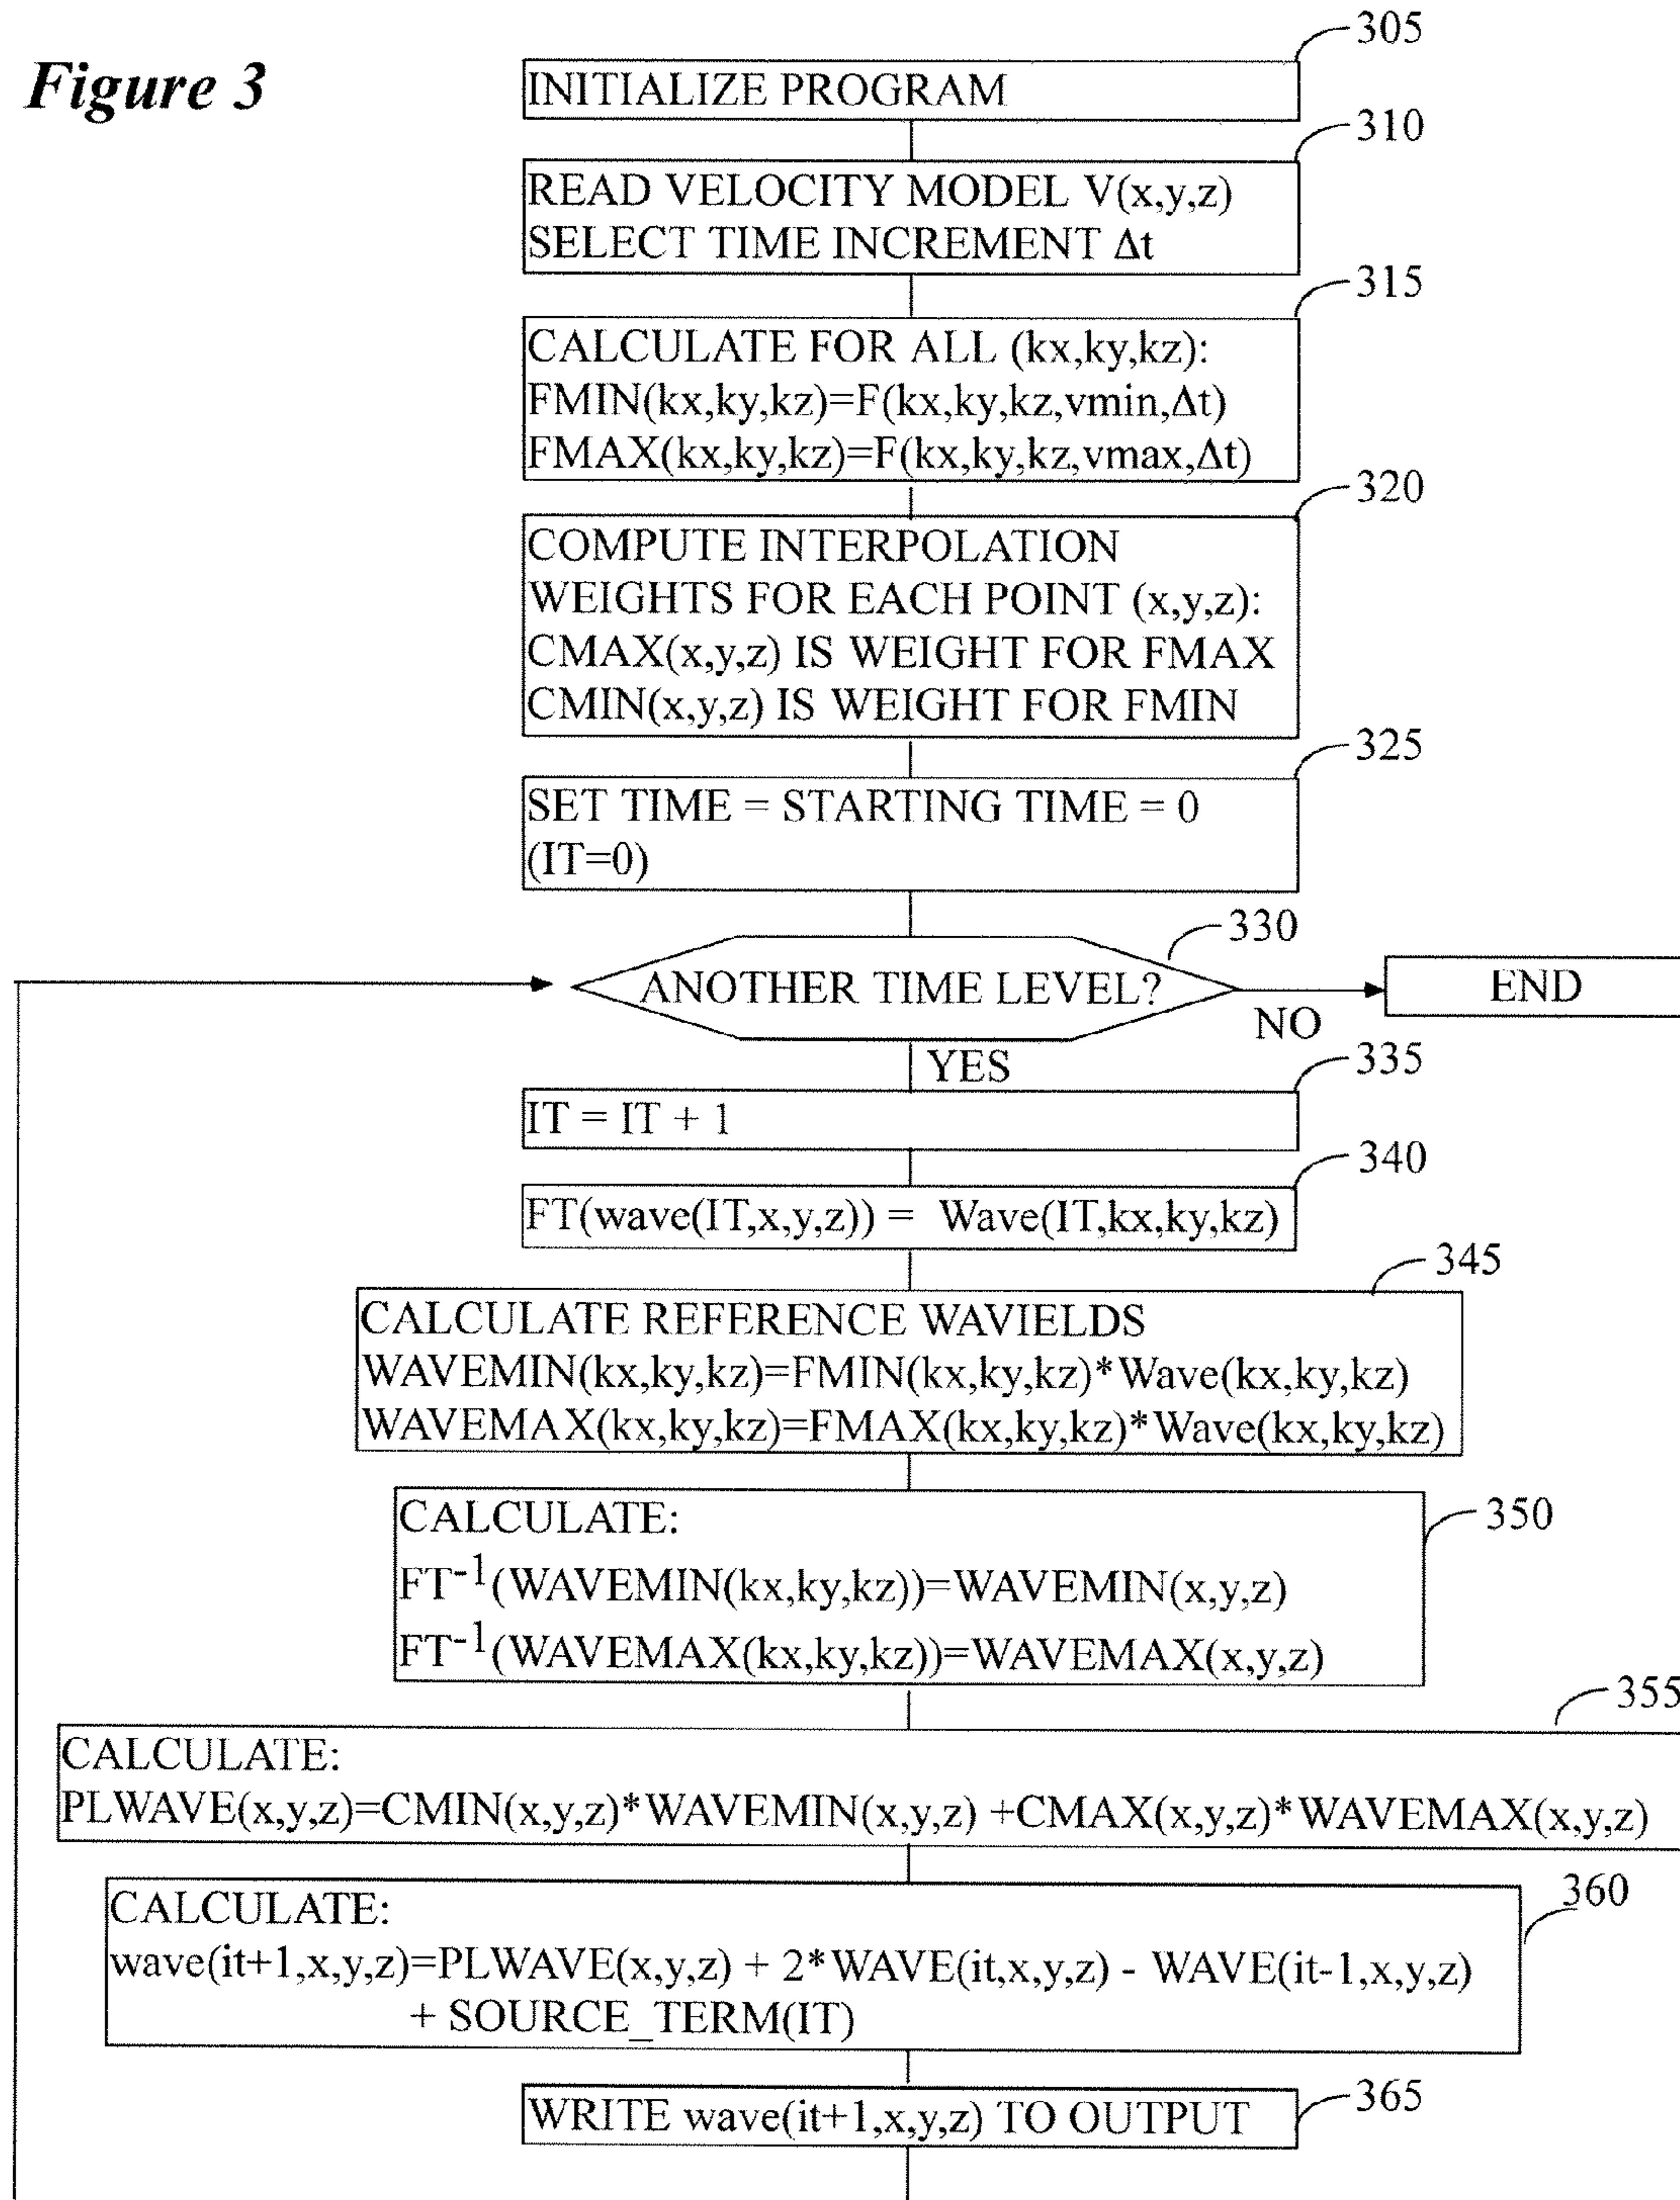 Figure 3
305
INITIALIZE PROGRAM
310
READ VELOCITY MODEL V(x,y,z)
SELECT TIME INCREMENT Δt
315
CALCULATE FOR ALL (kx,ky,kz):
FMIN(kx,ky,kz)=F(kx,ky,kz,vmin,Δt)
FMAX(kx,ky,kz)=F(kx,ky,kz,vmax,Δt)
320
COMPUTE INTERPOLATION
WEIGHTS FOR EACH POINT (x,y,z):
CMAX(x,y,z) IS WEIGHT FOR FMAX
CMIN(x,y,z) IS WEIGHT FOR FMIN
325
SET TIME = STARTING TIME = 0
(IT=0)
330
ANOTHER TIME LEVEL?
END
NO
YES
335
IT = IT + 1
340
FT(wave(IT,x,y,z)) = Wave(IT,kx,ky,kz)
345
CALCULATE REFERENCE WAVIELDS
WAVEMIN(kx,ky,kz)=FMIN(kx,ky,kz)*Wave(kx,ky,kz)
WAVEMAX(kx,ky,kz)=FMAX(kx,ky,kz)*Wave(kx,ky,kz)
350
CALCULATE:
FT⁻¹(WAVEMIN(kx,ky,kz))=WAVEMIN(x,y,z)
FT⁻¹(WAVEMAX(kx,ky,kz))=WAVEMAX(x,y,z)
355
CALCULATE:
PLWAVE(x,y,z)=CMIN(x,y,z)*WAVEMIN(x,y,z) +CMAX(x,y,z)*WAVEMAX(x,y,z)
360
CALCULATE:
wave(it+1,x,y,z)=PLWAVE(x,y,z) + 2*WAVE(it,x,y,z) - WAVE(it-1,x,y,z)
+ SOURCE_TERM(IT)
365
WRITE wave(it+1,x,y,z) TO OUTPUT